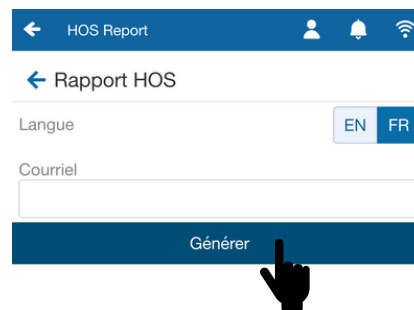 HOS Report
Rapport HOS
Langue EN FR
Courriel
Générer